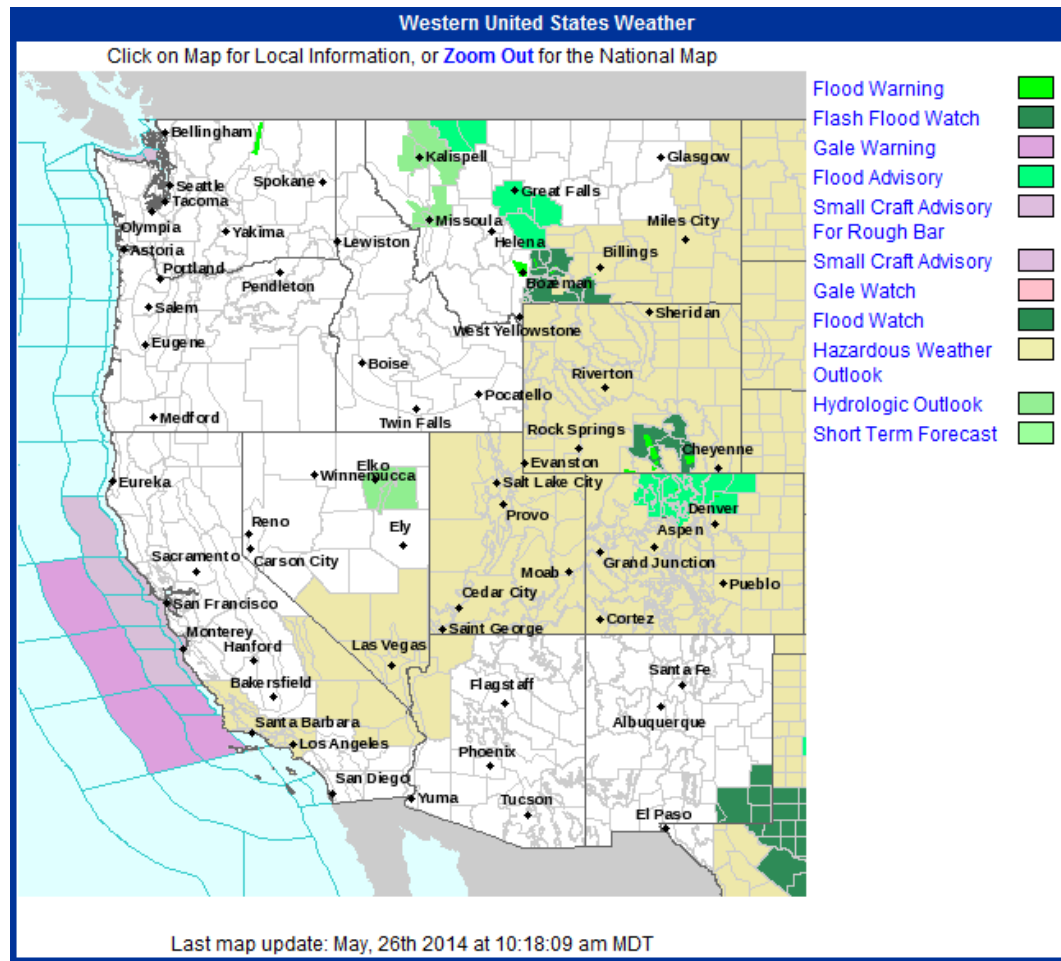 Western United States Weather
Click on Map for Local Information, or Zoom Out for the National Map
Flood Warning
Flash Flood Watch
Gale Warning
Flood Advisory
Small Craft Advisory
For Rough Bar
Small Craft Advisory
Gale Watch
Flood Watch
Hazardous Weather
Outlook
Hydrologic Outlook
Short Term Forecast
Bellingham
Kalispell
Glasgow
Seattle
Spokane
Great Falls
Tacoma
Olympia
Missoula
Miles City
Yakima
Helena
Lewiston
Astoria
Billings
Portland
Pendleton
Bozeman
Salem
Sheridan
West Yellowstone
Eugene
Boise
Riverton
Pocatello
Medford
Twin Falls
Rock Springs
Cheyenne
Elko
Evanston
Winnemucca
Eureka
Salt Lake City
Provo
Denver
Reno
Ely
Aspen
Sacramento
Carson City
Grand Junction
Moab
Pueblo
San Francisco
Cedar City
Cortez
Saint George
Monterey
Hanford
Las Vegas
Santa Fe
Bakersfield
Flagstaff
Albuquerque
Santa Barbara
Los Angeles
Phoenix
San Diego
Yuma
Tucson
El Paso
Last map update: May, 26th 2014 at 10:18:09 am MDT